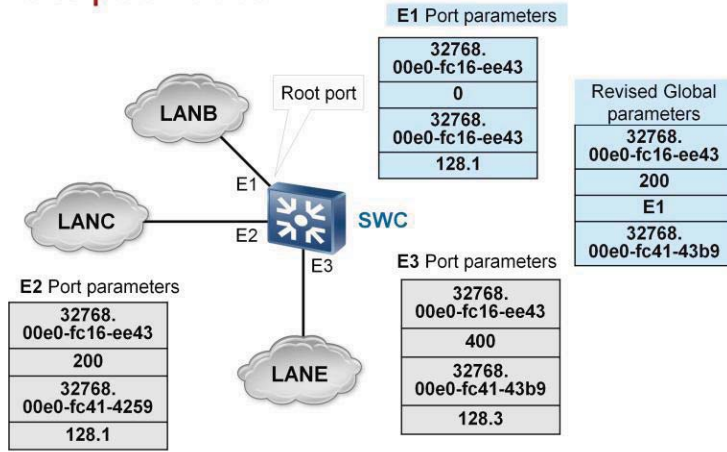 E1 Port parameters
32768.
00e0-fc16-ee43
0
32768.
00e0-fc16-ee43
128.1
Revised Global
parameters
32768.
00e0-fc16-ee43
200
E1
32768.
00e0-fc41-43b9
Root port
LANB
E1
LANC
E2
SWC
E3
LANE
E2 Port parameters
32768.
00e0-fc16-ee43
200
32768.
00e0-fc41-4259
128.1
E3 Port parameters
32768.
00e0-fc16-ee43
400
32768.
00e0-fc41-43b9
128.3